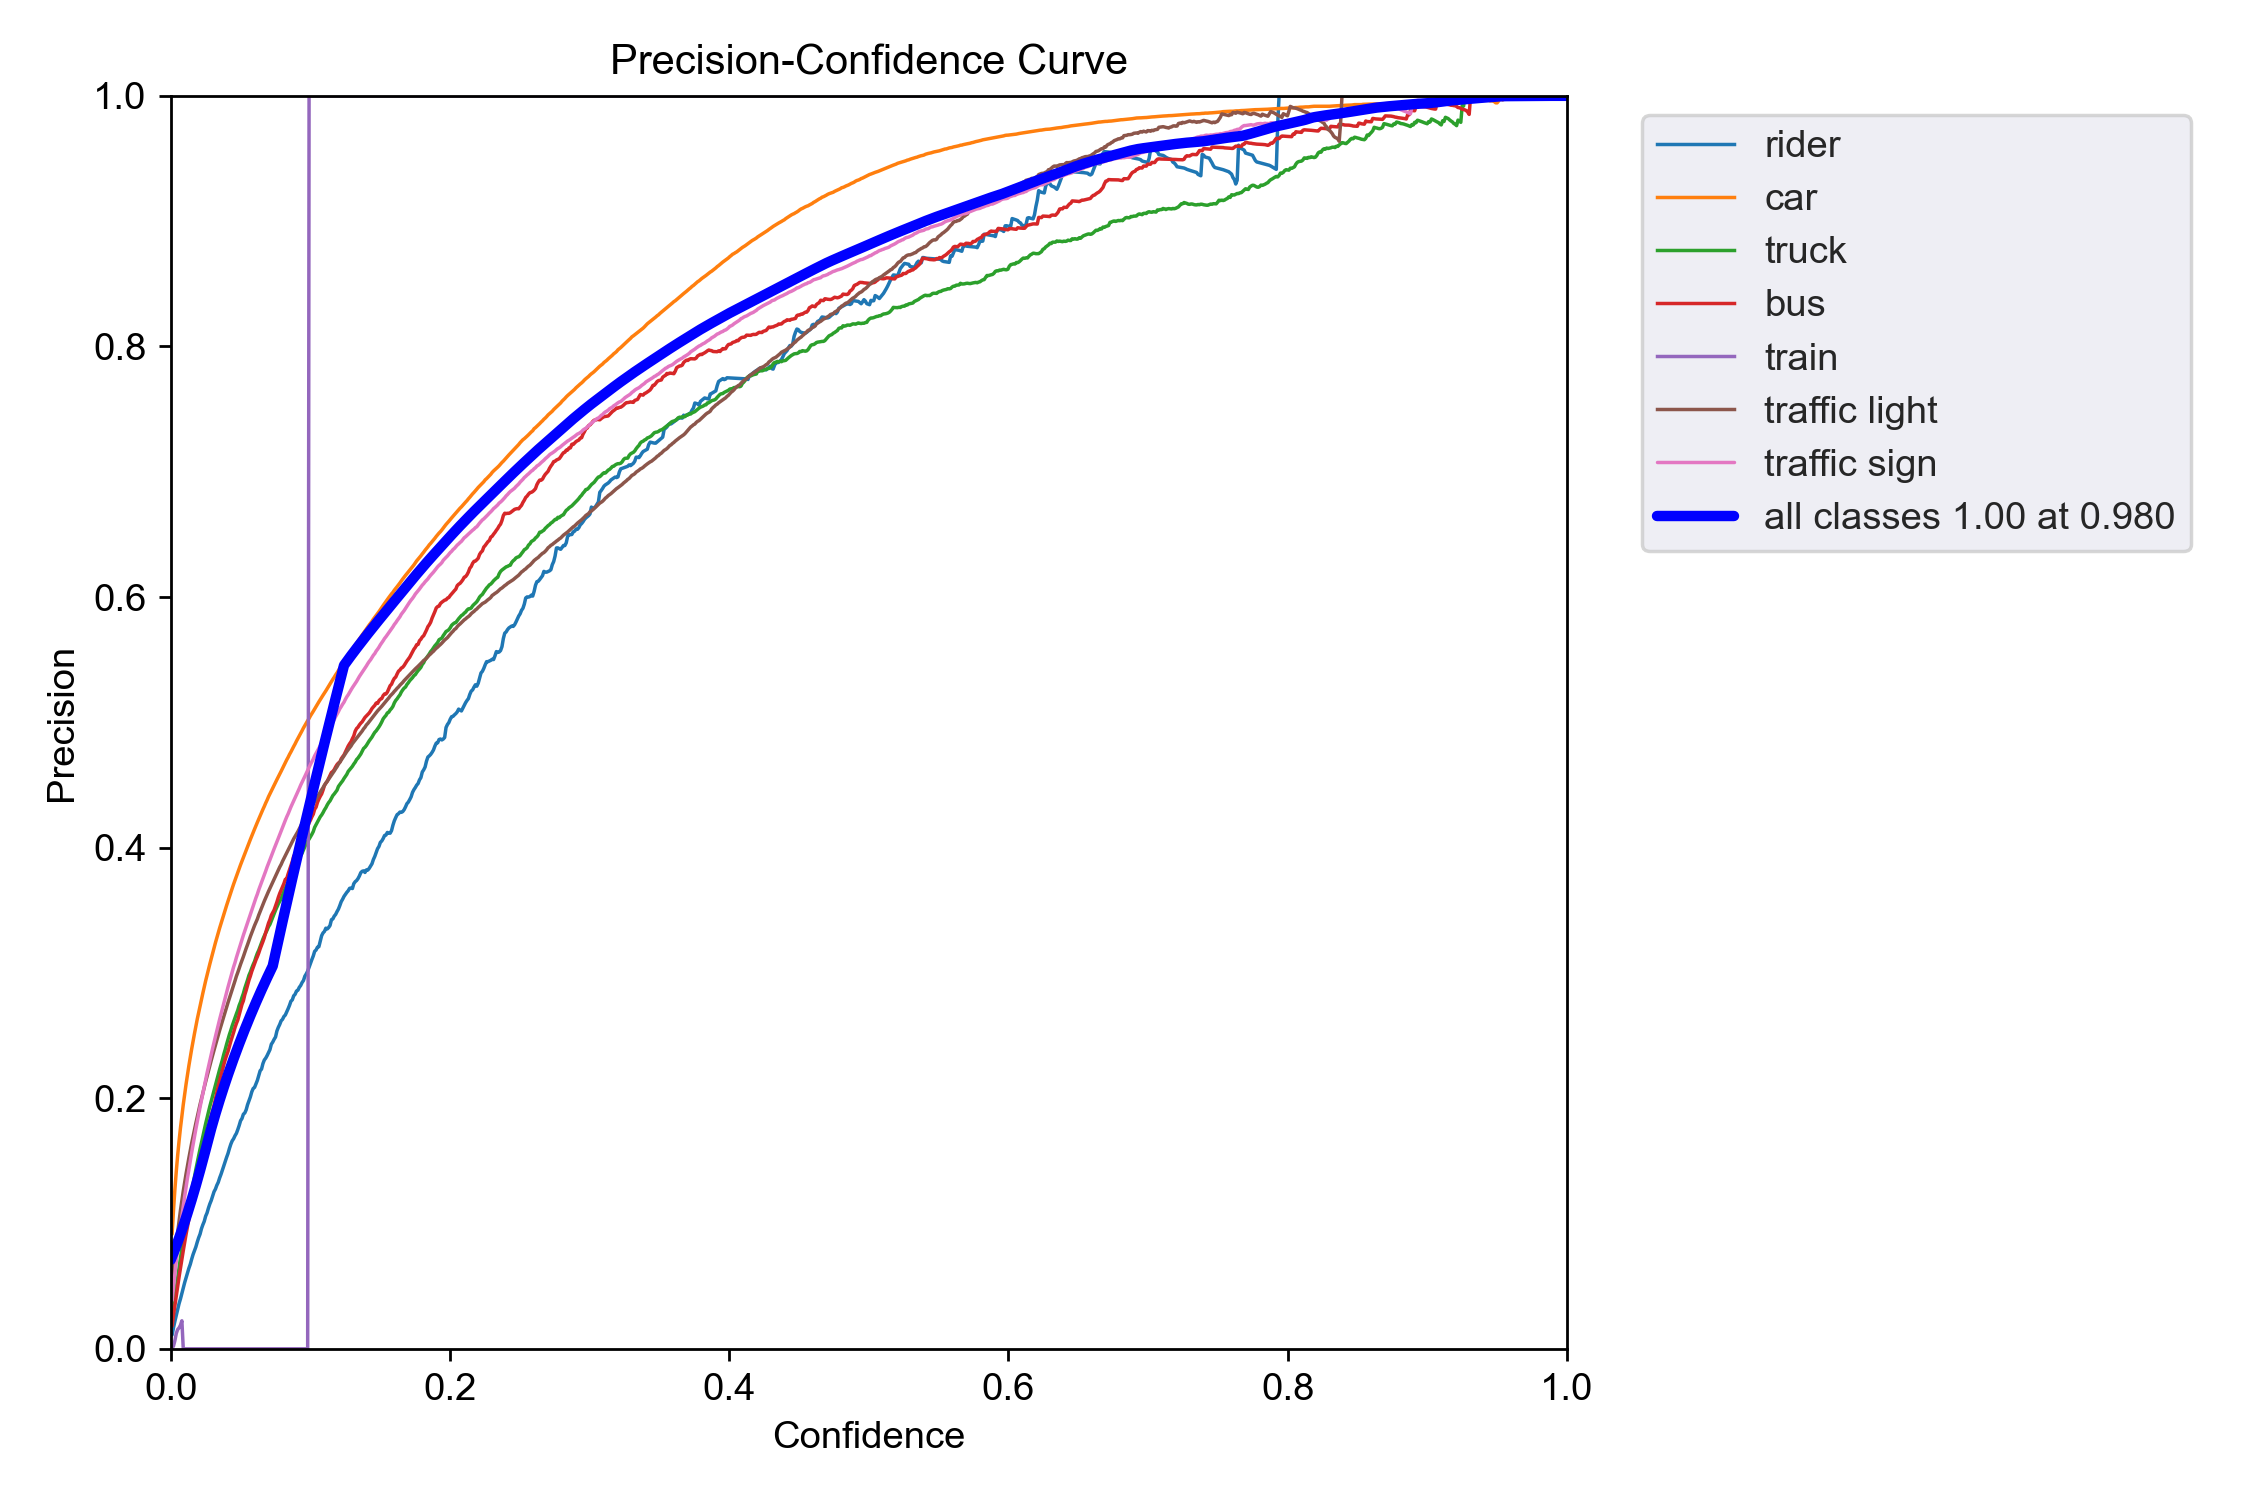 Precision-Confidence Curve
1.0
0.8
0.6
0.4
0.2
0.0
Precision
0.0 0.2 0.4 0.6 0.8 1.0
Confidence
rider
car
truck
bus
train
traffic light
traffic sign
all classes 1.00 at 0.980